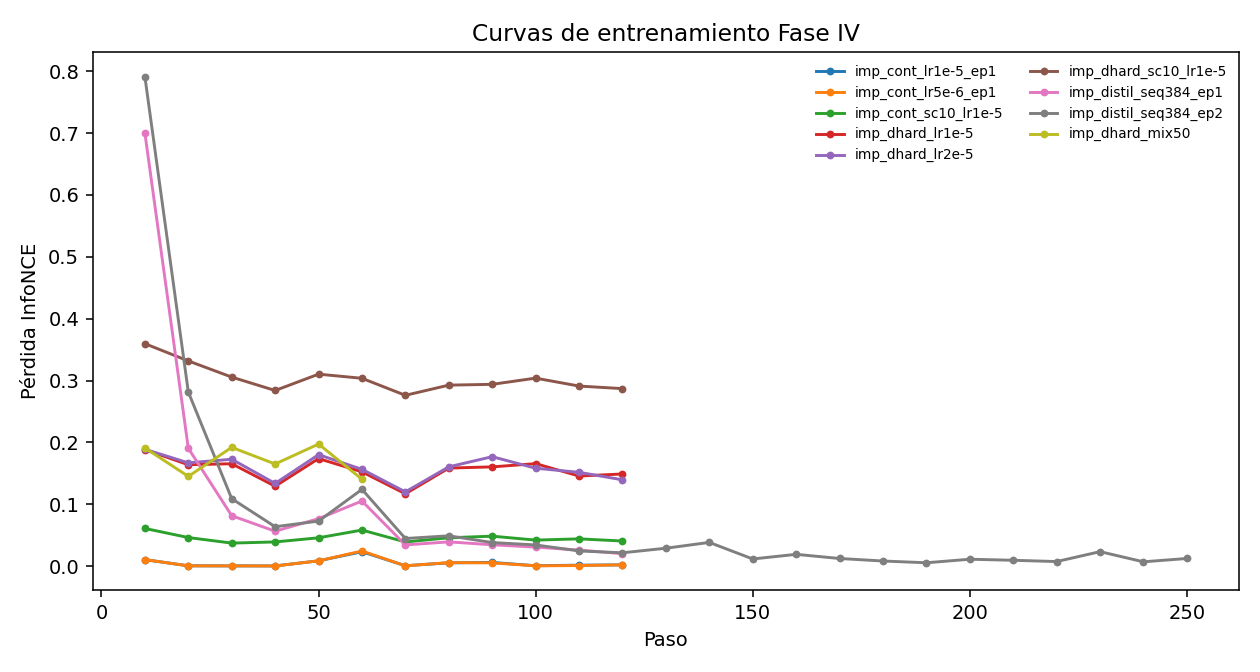 Curvas de entrenamiento Fase IV
Pérdida InfoNCE
0.8
0.7
0.6
0.5
0.4
0.3
0.2
0.1
0.0
imp_cont_lr1e-5_ep1
imp_cont_lr5e-6_ep1
imp_cont_sc10_lr1e-5
imp_dhard_lr1e-5
imp_dhard_lr2e-5
imp_dhard_sc10_lr1e-5
imp_distil_seq384_ep1
imp_distil_seq384_ep2
imp_dhard_mix50
0 50 100 150 200 250
Paso